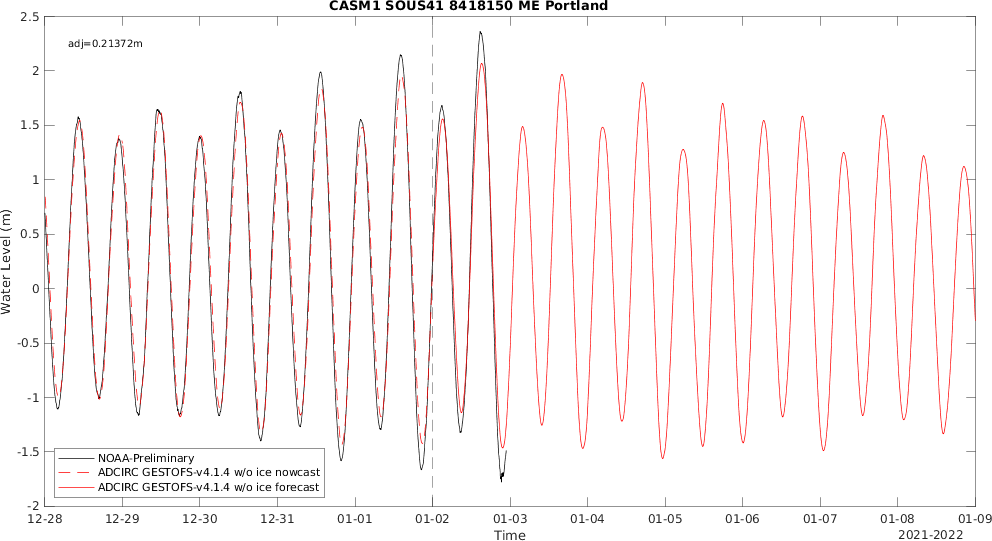 CASM1 SOUS41 8418150 ME Portland
adj=0.21372m
2.5
2
1.5
1
0.5
0
-0.5
-1
-1.5
-2
Water Level (m)
NOAA-Preliminary
ADCIRC GESTOFS-v4.1.4 w/o ice nowcast
ADCIRC GESTOFS-v4.1.4 w/o ice forecast
12-28 12-29 12-30 12-31 01-01 01-02 01-03 01-04 01-05 01-06 01-07 01-08 01-09
Time
2021-2022